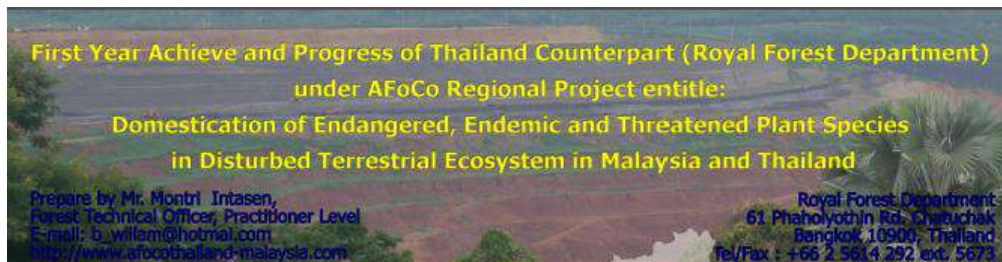 First Year Achieve and Progress of Thailand Counterpart (Royal Forest Department)
under AFoCo Regional Project entitle:
Domestication of Endangered, Endemic and Threatened Plant Species
in Disturbed Terrestrial Ecosystem in Malaysia and Thailand
Prepare by Mr. Montri Intasen,
Forest Technical Officer, Practitioner Level
E-mail: b_willam@hotmail.com
http://www.afocothailand-malaysia.com
Royal Forest Department
61 Phaholyothin Rd, Chatuchak
Bangkok 10900, Thailand
Tel/Fax : +66 2 5614 292 ext. 5673